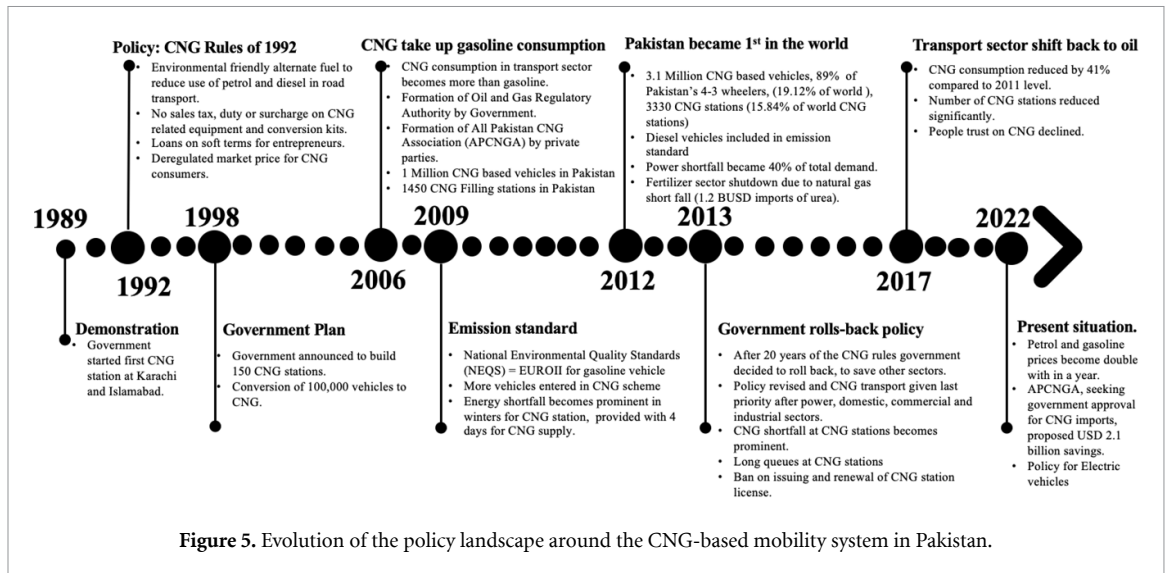 Policy: CNG Rules of 1992
• Environmental friendly alternate fuel to
reduce use of petrol and diesel in road
transport.
• No sales tax, duty or surcharge on CNG
related equipment and conversion kits.
• Loans on soft terms for entrepreneurs.
• Deregulated market price for CNG
consumers.
CNG take up gasoline consumption
• CNG consumption in transport sector
becomes more than gasoline.
• Formation of Oil and Gas Regulatory
Authority by Government.
• Formation of All Pakistan CNG
Association (APCNGA) by private
parties.
• 1 Million CNG based vehicles in Pakistan
• 1450 CNG Filling stations in Pakistan
Pakistan became 1st in the world
• 3.1 Million CNG based vehicles, 89% of
Pakistan's 4-3 wheelers, (19.12% of world ),
3330 CNG stations (15.84% of world CNG
stations)
• Diesel vehicles included in emission
standard
• Power shortfall became 40% of total demand.
• Fertilizer sector shutdown due to natural gas
short fall (1.2 BUSD imports of urea).
Transport sector shift back to oil
• CNG consumption reduced by 41%
compared to 2011 level.
• Number of CNG stations reduced
significantly.
• People trust on CNG declined.
1989
1992
1998
2006
2009
2012
2013
2017
2022
Demonstration
• Government
started first CNG
station at Karachi
and Islamabad.
Government Plan
• Government announced to build
150 CNG stations.
• Conversion of 100,000 vehicles to
CNG.
Emission standard
• National Environmental Quality Standards
(NEQS) = EUROII for gasoline vehicle
• More vehicles entered in CNG scheme
• Energy shortfall becomes prominent in
winters for CNG station, provided with 4
days for CNG supply.
Government rolls-back policy
• After 20 years of the CNG rules government
decided to roll back, to save other sectors.
• Policy revised and CNG transport given last
priority after power, domestic, commercial and
industrial sectors.
• CNG shortfall at CNG stations becomes
prominent.
• Long queues at CNG stations
• Ban on issuing and renewal of CNG station
license.
Present situation.
• Petrol and gasoline
prices become double
with in a year.
• APCNGA, seeking
government approval
for CNG imports,
proposed USD 2.1
billion savings.
• Policy for Electric
vehicles
Figure 5. Evolution of the policy landscape around the CNG-based mobility system in Pakistan.